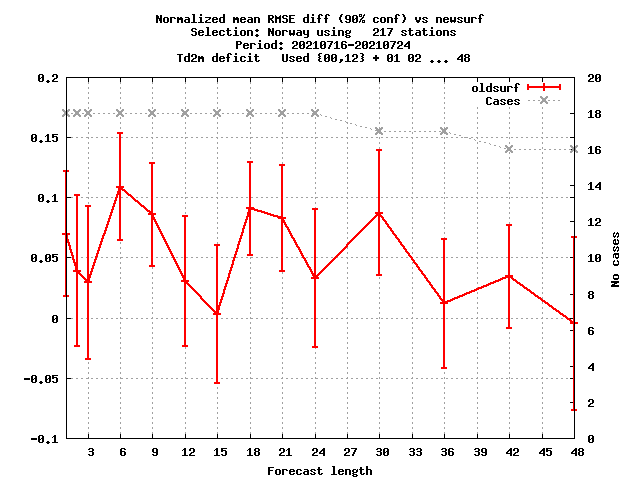 Normalized mean RMSE diff (90% conf) vs newsurf
Selection: Norway using   217 stations
Period: 20210716-20210724
Td2m deficit   Used {00,12} + 01 02 ... 48
oldsurf
Cases
0.2
0.15
0.1
0.05
0
-0.05
-0.1
20
18
16
14
12
10
8
6
4
2
0
No cases
3 6 9 12 15 18 21 24 27 30 33 36 39 42 45 48
Forecast length